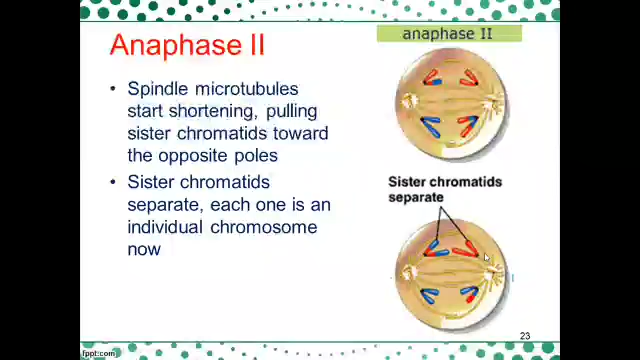 Anaphase II
anaphase II
• Spindle microtubules
start shortening, pulling
sister chromatids toward
the opposite poles
• Sister chromatids
separate, each one is an
individual chromosome
now
Sister chromatids
separate
23
fppt.com